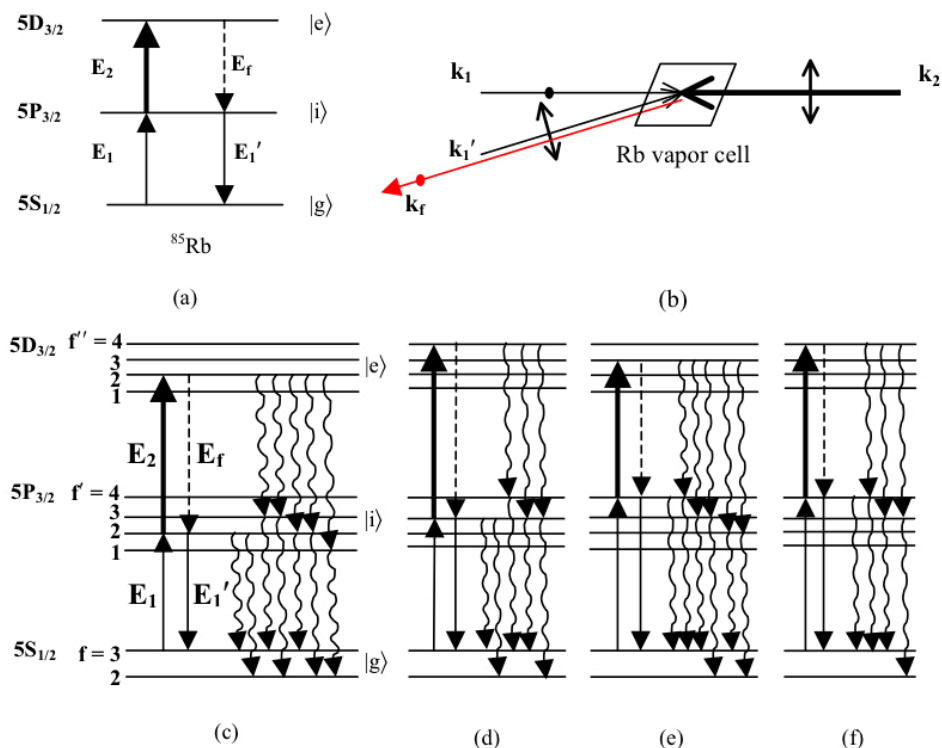 5D3/2 |e⟩
E2 Ef
5P3/2 |i⟩
E1 E1′
5S1/2 |g⟩
85Rb
(a)
k1 k2
k1′ Rb vapor cell
kf
(b)
5D3/2 f′′ = 4
3 |e⟩
2
1
E2 Ef
5P3/2 f′ = 4
3 |i⟩
2
1
E1 E1′
5S1/2 f = 3
2 |g⟩
(c) (d) (e) (f)